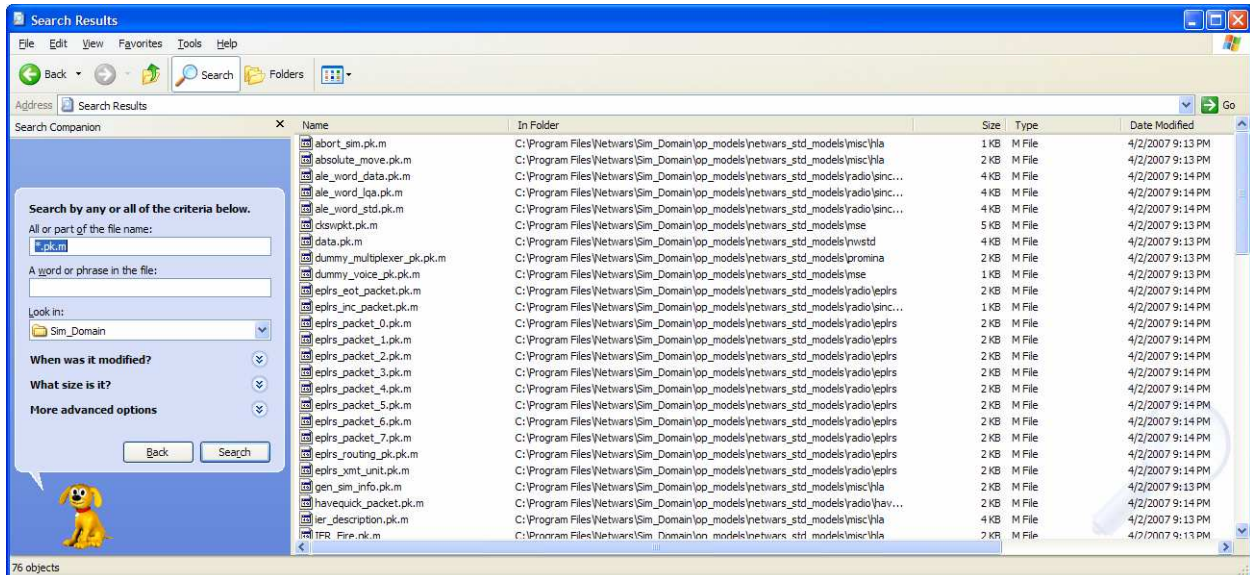 Search Results
File Edit View Favorites Tools Help
Back Search Folders
Address Search Results Go
Search Companion
Search by any or all of the criteria below.
All or part of the file name:
*.pk.m
A word or phrase in the file:
Look in:
Sim_Domain
When was it modified?
What size is it?
More advanced options
Back Search
Name In Folder Size Type Date Modified
abort_sim.pk.m C:\Program Files\Netwars\Sim_Domain\op_models\netwars_std_models\misc\hla 1 KB M File 4/2/2007 9:13 PM
absolute_move.pk.m C:\Program Files\Netwars\Sim_Domain\op_models\netwars_std_models\misc\hla 2 KB M File 4/2/2007 9:13 PM
ale_word_data.pk.m C:\Program Files\Netwars\Sim_Domain\op_models\netwars_std_models\radio\sinc... 4 KB M File 4/2/2007 9:14 PM
ale_word_lqa.pk.m C:\Program Files\Netwars\Sim_Domain\op_models\netwars_std_models\radio\sinc... 4 KB M File 4/2/2007 9:14 PM
ale_word_std.pk.m C:\Program Files\Netwars\Sim_Domain\op_models\netwars_std_models\radio\sinc... 4 KB M File 4/2/2007 9:14 PM
ckswpkt.pk.m C:\Program Files\Netwars\Sim_Domain\op_models\netwars_std_models\mse 5 KB M File 4/2/2007 9:13 PM
data.pk.m C:\Program Files\Netwars\Sim_Domain\op_models\netwars_std_models\nwstd 4 KB M File 4/2/2007 9:13 PM
dummy_multiplexer_pk.pk.m C:\Program Files\Netwars\Sim_Domain\op_models\netwars_std_models\promina 2 KB M File 4/2/2007 9:13 PM
dummy_voice_pk.pk.m C:\Program Files\Netwars\Sim_Domain\op_models\netwars_std_models\mse 1 KB M File 4/2/2007 9:13 PM
eplrs_eot_packet.pk.m C:\Program Files\Netwars\Sim_Domain\op_models\netwars_std_models\radio\eplrs 2 KB M File 4/2/2007 9:14 PM
eplrs_inc_packet.pk.m C:\Program Files\Netwars\Sim_Domain\op_models\netwars_std_models\radio\sinc... 1 KB M File 4/2/2007 9:14 PM
eplrs_packet_0.pk.m C:\Program Files\Netwars\Sim_Domain\op_models\netwars_std_models\radio\eplrs 2 KB M File 4/2/2007 9:14 PM
eplrs_packet_1.pk.m C:\Program Files\Netwars\Sim_Domain\op_models\netwars_std_models\radio\eplrs 2 KB M File 4/2/2007 9:14 PM
eplrs_packet_2.pk.m C:\Program Files\Netwars\Sim_Domain\op_models\netwars_std_models\radio\eplrs 2 KB M File 4/2/2007 9:14 PM
eplrs_packet_3.pk.m C:\Program Files\Netwars\Sim_Domain\op_models\netwars_std_models\radio\eplrs 2 KB M File 4/2/2007 9:14 PM
eplrs_packet_4.pk.m C:\Program Files\Netwars\Sim_Domain\op_models\netwars_std_models\radio\eplrs 2 KB M File 4/2/2007 9:14 PM
eplrs_packet_5.pk.m C:\Program Files\Netwars\Sim_Domain\op_models\netwars_std_models\radio\eplrs 2 KB M File 4/2/2007 9:14 PM
eplrs_packet_6.pk.m C:\Program Files\Netwars\Sim_Domain\op_models\netwars_std_models\radio\eplrs 2 KB M File 4/2/2007 9:14 PM
eplrs_packet_7.pk.m C:\Program Files\Netwars\Sim_Domain\op_models\netwars_std_models\radio\eplrs 2 KB M File 4/2/2007 9:14 PM
eplrs_routing_pk.pk.m C:\Program Files\Netwars\Sim_Domain\op_models\netwars_std_models\radio\eplrs 2 KB M File 4/2/2007 9:14 PM
eplrs_xmt_unit.pk.m C:\Program Files\Netwars\Sim_Domain\op_models\netwars_std_models\radio\eplrs 2 KB M File 4/2/2007 9:14 PM
gen_sim_info.pk.m C:\Program Files\Netwars\Sim_Domain\op_models\netwars_std_models\misc\hla 2 KB M File 4/2/2007 9:13 PM
havequick_packet.pk.m C:\Program Files\Netwars\Sim_Domain\op_models\netwars_std_models\radio\hav... 2 KB M File 4/2/2007 9:14 PM
ier_description.pk.m C:\Program Files\Netwars\Sim_Domain\op_models\netwars_std_models\misc\hla 4 KB M File 4/2/2007 9:13 PM
IER_Fire.pk.m C:\Program Files\Netwars\Sim_Domain\op_models\netwars_std_models\misc\hla 2 KB M File 4/2/2007 9:13 PM
76 objects